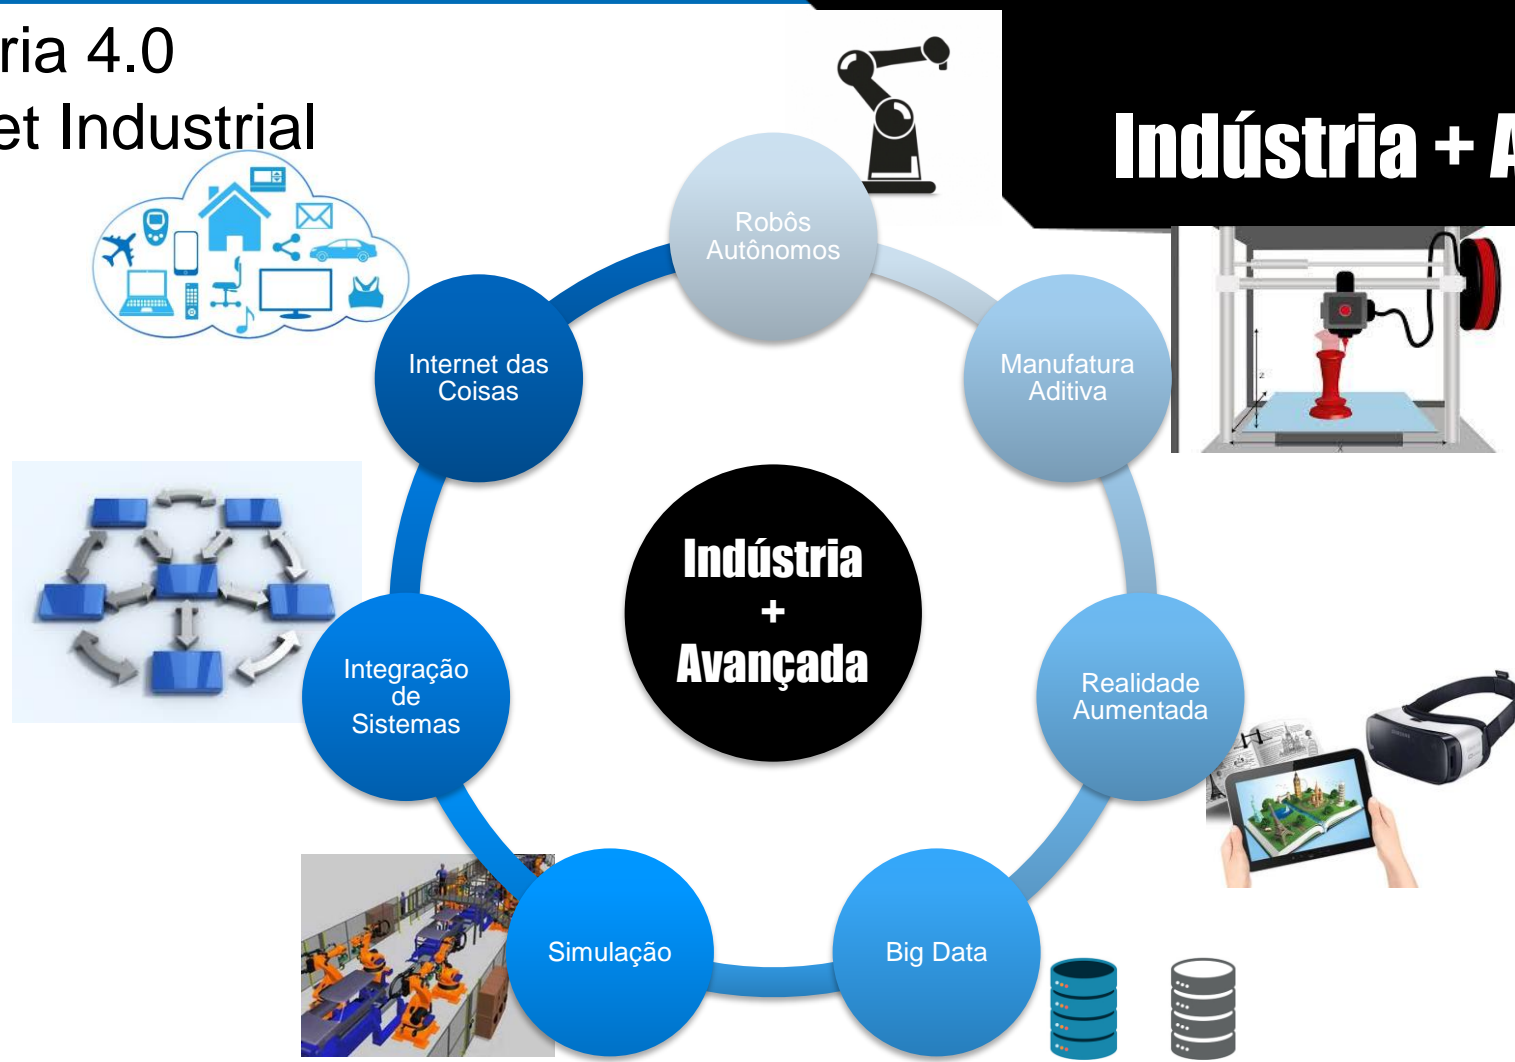 ria 4.0
et Industrial
Indústria + A
Robôs
Autônomos
Manufatura
Aditiva
Realidade
Aumentada
Big Data
Simulação
Integração
de
Sistemas
Internet das
Coisas
Indústria
+
Avançada
z
X
SAMSUNG